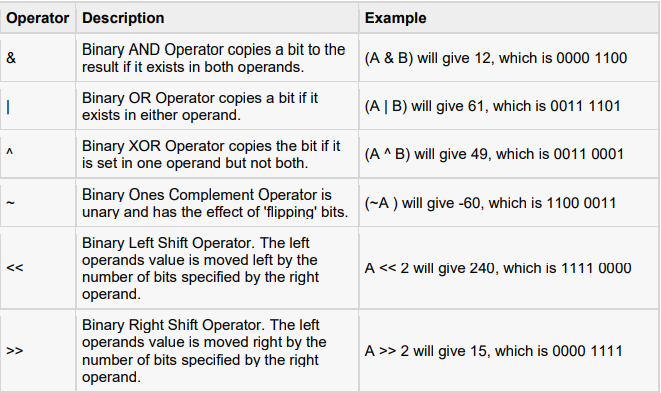 Operator Description Example
& Binary AND Operator copies a bit to the (A & B) will give 12, which is 0000 1100
result if it exists in both operands.
| Binary OR Operator copies a bit if it (A | B) will give 61, which is 0011 1101
exists in either operand.
^ Binary XOR Operator copies the bit if it (A ^ B) will give 49, which is 0011 0001
is set in one operand but not both.
~ Binary Ones Complement Operator is (~A ) will give -60, which is 1100 0011
unary and has the effect of 'flipping' bits.
<< Binary Left Shift Operator. The left
operands value is moved left by the
number of bits specified by the right
operand.
A << 2 will give 240, which is 1111 0000
>> Binary Right Shift Operator. The left
operands value is moved right by the
number of bits specified by the right
operand.
A >> 2 will give 15, which is 0000 1111